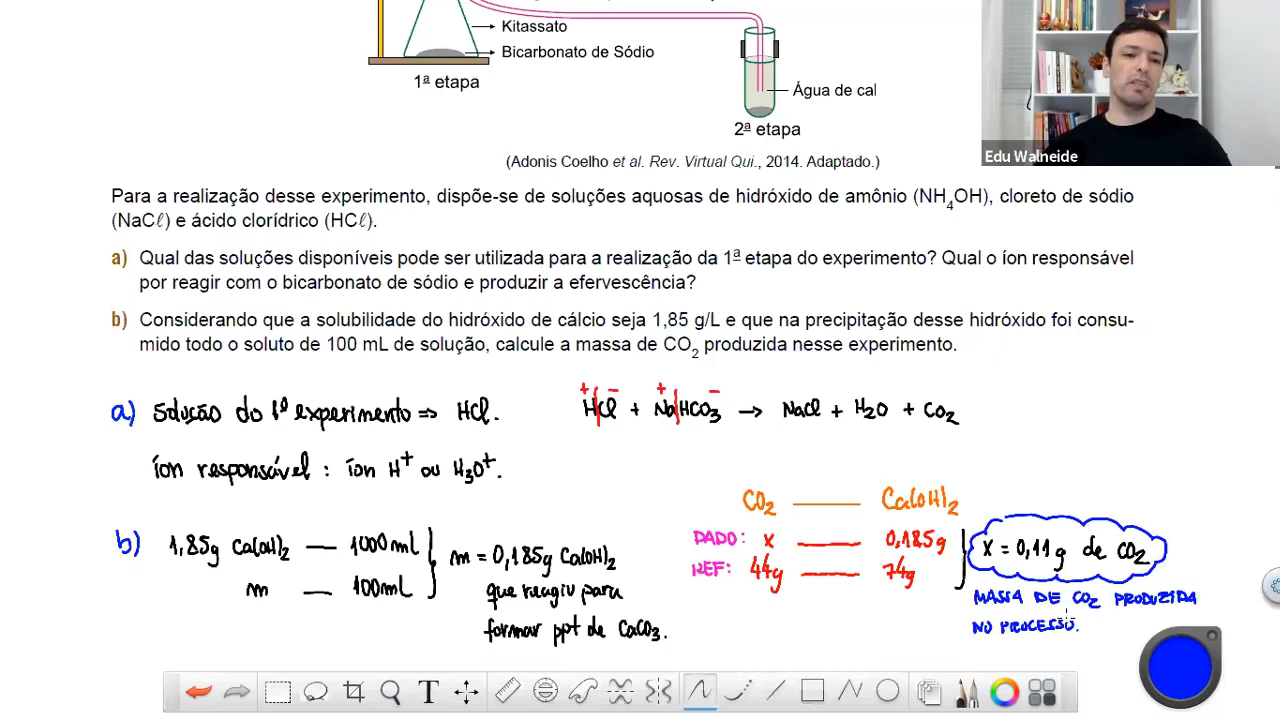 Kitassato
Bicarbonato de Sódio
1ª etapa
Água de cal
2ª etapa
(Adonis Coelho et al. Rev. Virtual Qui., 2014. Adaptado.)
Edu Walneide
Para a realização desse experimento, dispõe-se de soluções aquosas de hidróxido de amônio (NH₄OH), cloreto de sódio
(NaCℓ) e ácido clorídrico (HCℓ).
a) Qual das soluções disponíveis pode ser utilizada para a realização da 1ª etapa do experimento? Qual o íon responsável
por reagir com o bicarbonato de sódio e produzir a efervescência?
b) Considerando que a solubilidade do hidróxido de cálcio seja 1,85 g/L e que na precipitação desse hidróxido foi consu-
mido todo o soluto de 100 mL de solução, calcule a massa de CO₂ produzida nesse experimento.
+ − + −
a) Solução do 1º experimento ⇒ HCl. HCl + NaHCO₃ → NaCl + H₂O + CO₂
íon responsável : íon H⁺ ou H₃O⁺.
CO₂ —— Ca(OH)₂
b) 1,85g Ca(OH)₂ — 1000ml
m — 100ml
m = 0,185g Ca(OH)₂
que reagiu para
formar ppt de CaCO₃.
DADO: x —— 0,185g
REF: 44g —— 74g
x = 0,11g de CO₂
MASSA DE CO₂ PRODUZIDA
NO PROCESSO.
T